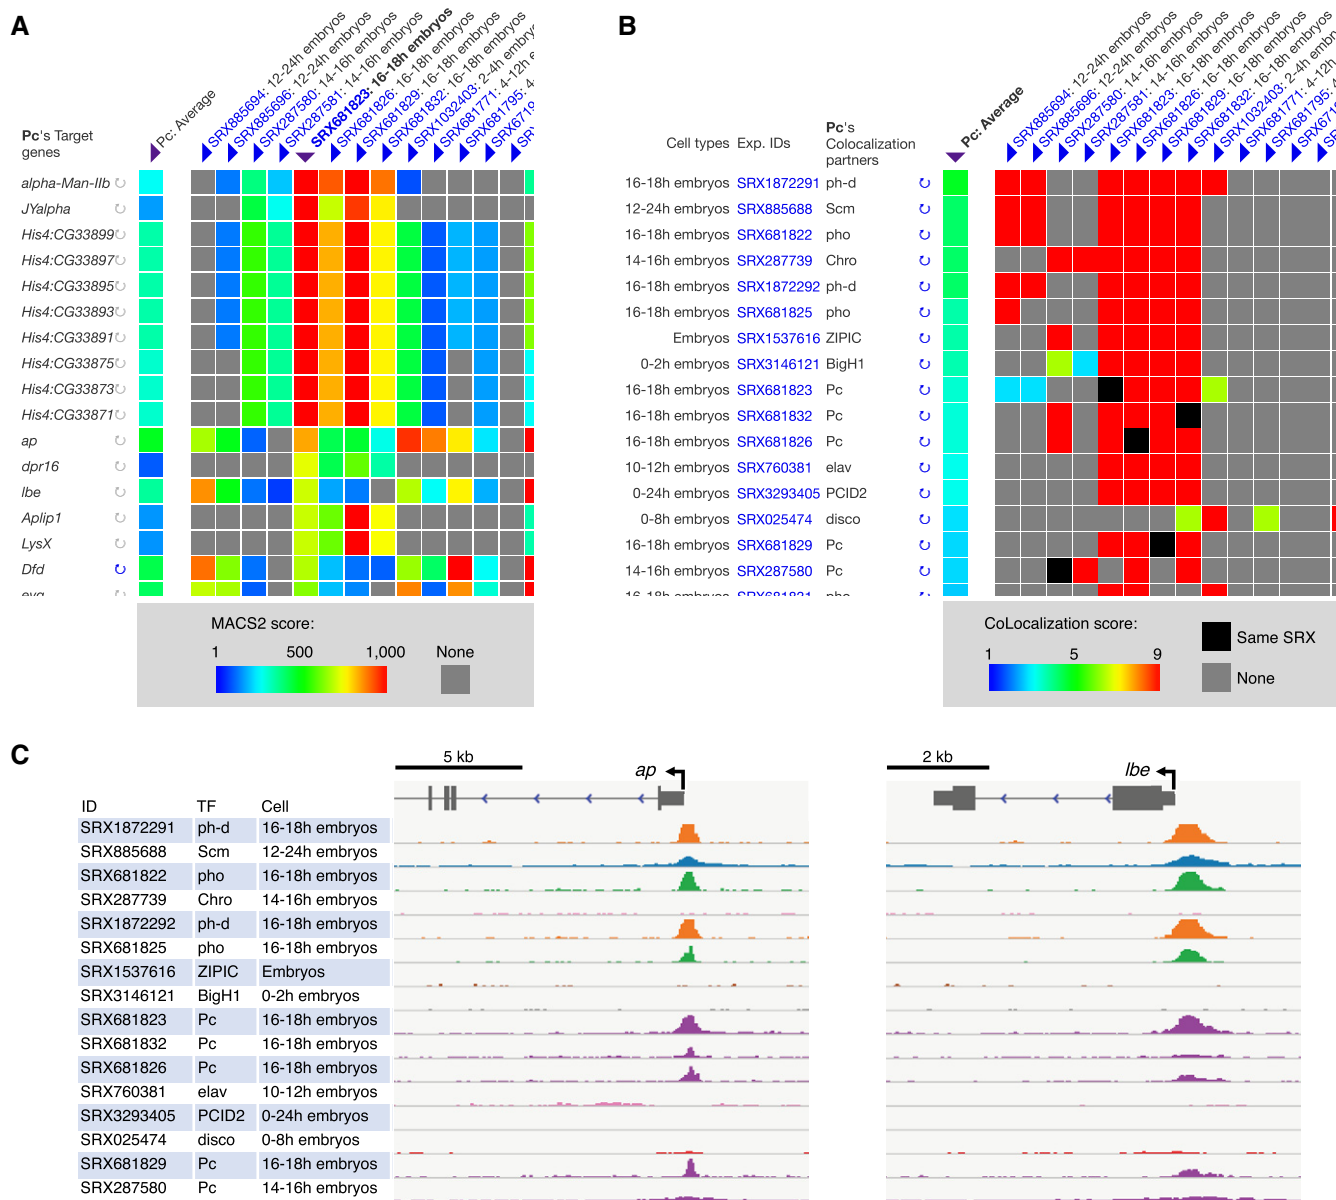 A
Pc: Average
SRX885694: 12-24h embryos
SRX885696: 12-24h embryos
SRX287580: 14-16h embryos
SRX287581: 14-16h embryos
SRX681823: 16-18h embryos
SRX681826: 16-18h embryos
SRX681829: 16-18h embryos
SRX681832: 16-18h embryos
SRX1032403: 2-4h embryos
SRX681771: 4-12h
SRX681795: 4-
Pc's Target
genes
alpha-Man-IIb
JYalpha
His4:CG33899
His4:CG33897
His4:CG33895
His4:CG33893
His4:CG33891
His4:CG33875
His4:CG33873
His4:CG33871
ap
dpr16
lbe
Aplip1
LysX
Dfd
MACS2 score:
1 500 1,000 None
B
Pc: Average
SRX885694: 12-24h embryos
SRX885696: 12-24h embryos
SRX287580: 14-16h embryos
SRX287581: 14-16h embryos
SRX681823: 16-18h embryos
SRX681826: 16-18h embryos
SRX681829: 16-18h embryos
SRX681832: 16-18h embryos
SRX1032403: 2-4h
SRX681771: 4-12h
SRX681795: 4
Cell types Exp. IDs Pc's
Colocalization
partners
16-18h embryos SRX1872291 ph-d
12-24h embryos SRX885688 Scm
16-18h embryos SRX681822 pho
14-16h embryos SRX287739 Chro
16-18h embryos SRX1872292 ph-d
16-18h embryos SRX681825 pho
Embryos SRX1537616 ZIPIC
0-2h embryos SRX3146121 BigH1
16-18h embryos SRX681823 Pc
16-18h embryos SRX681832 Pc
16-18h embryos SRX681826 Pc
10-12h embryos SRX760381 elav
0-24h embryos SRX3293405 PCID2
0-8h embryos SRX025474 disco
16-18h embryos SRX681829 Pc
14-16h embryos SRX287580 Pc
16-18h embryos SRX681831 pho
CoLocalization score:
1 5 9
Same SRX
None
C
5 kb
ap
2 kb
lbe
ID TF Cell
SRX1872291 ph-d 16-18h embryos
SRX885688 Scm 12-24h embryos
SRX681822 pho 16-18h embryos
SRX287739 Chro 14-16h embryos
SRX1872292 ph-d 16-18h embryos
SRX681825 pho 16-18h embryos
SRX1537616 ZIPIC Embryos
SRX3146121 BigH1 0-2h embryos
SRX681823 Pc 16-18h embryos
SRX681832 Pc 16-18h embryos
SRX681826 Pc 16-18h embryos
SRX760381 elav 10-12h embryos
SRX3293405 PCID2 0-24h embryos
SRX025474 disco 0-8h embryos
SRX681829 Pc 16-18h embryos
SRX287580 Pc 14-16h embryos